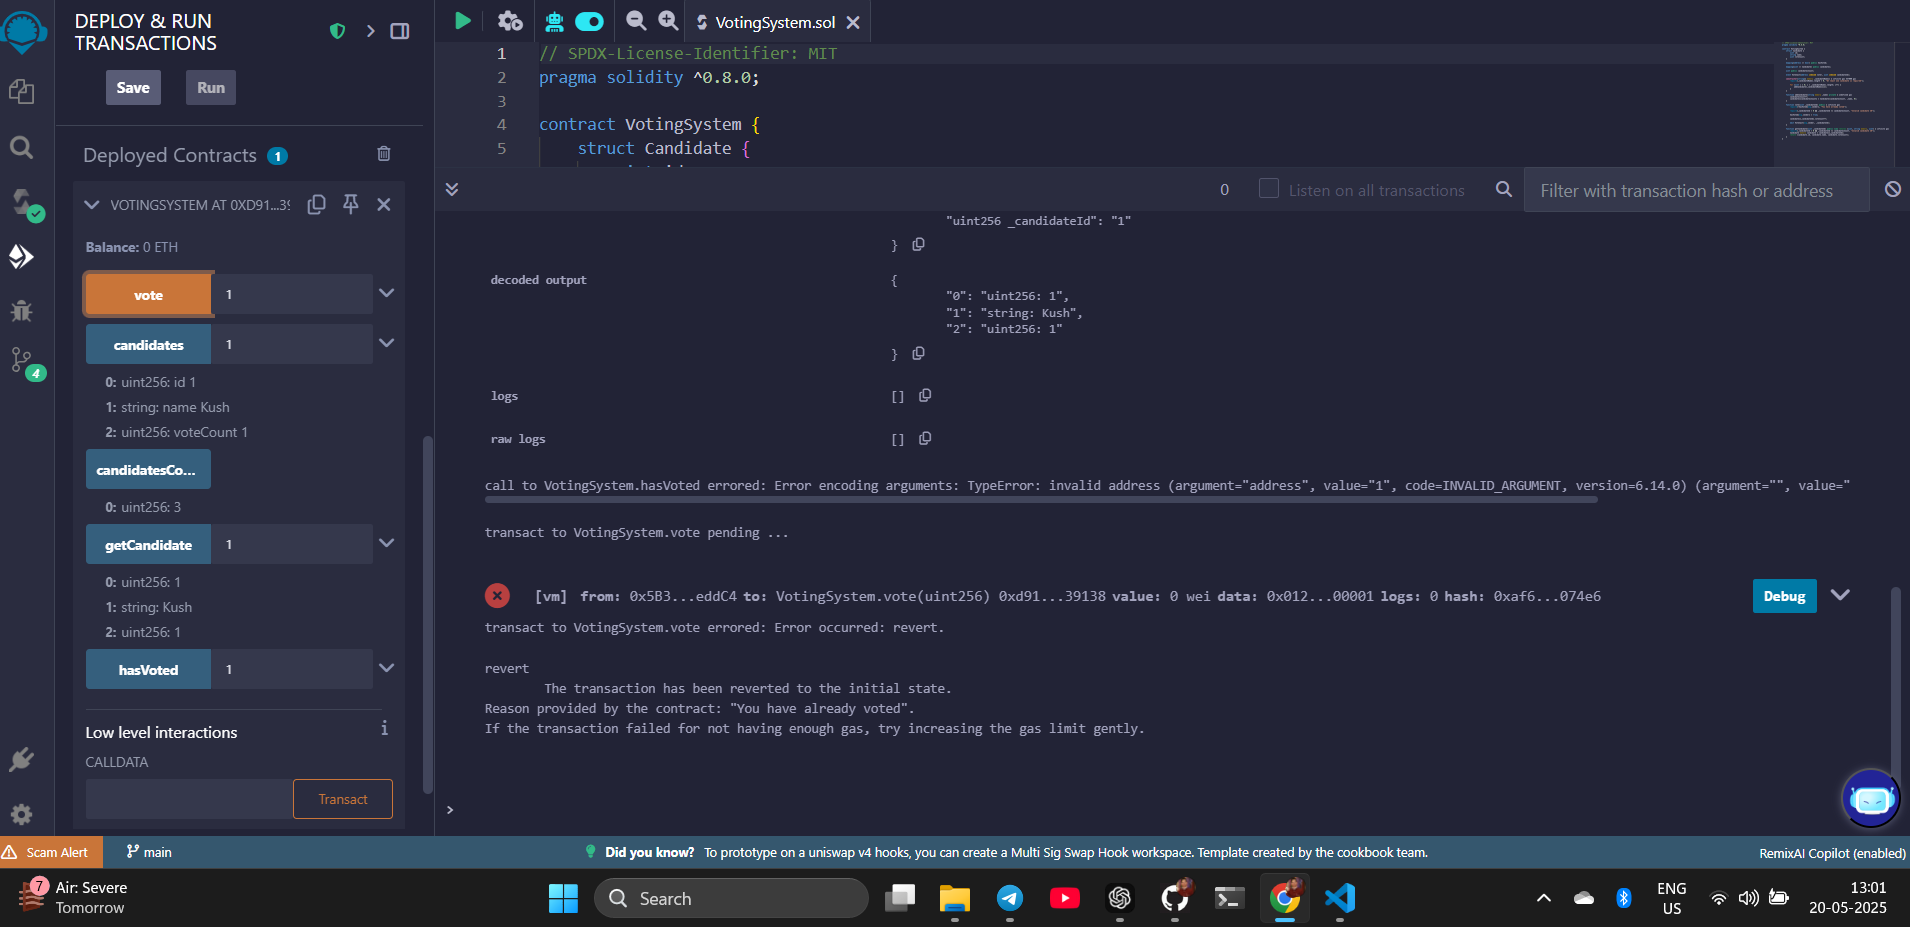 DEPLOY & RUN
TRANSACTIONS
Save
Run
Deployed Contracts 1
VOTINGSYSTEM AT 0XD91...39
Balance: 0 ETH
vote 1
candidates 1
0: uint256: id 1
1: string: name Kush
2: uint256: voteCount 1
candidatesCo...
0: uint256: 3
getCandidate 1
0: uint256: 1
1: string: Kush
2: uint256: 1
hasVoted 1
Low level interactions
i
CALLDATA
Transact
4
VotingSystem.sol
1 // SPDX-License-Identifier: MIT
2 pragma solidity ^0.8.0;
3
4 contract VotingSystem {
5 struct Candidate {
0
Listen on all transactions
Filter with transaction hash or address
"uint256 _candidateId": "1"
}
decoded output {
"0": "uint256: 1",
"1": "string: Kush",
"2": "uint256: 1"
}
logs []
raw logs []
call to VotingSystem.hasVoted errored: Error encoding arguments: TypeError: invalid address (argument="address", value="1", code=INVALID_ARGUMENT, version=6.14.0) (argument="", value="
transact to VotingSystem.vote pending ...
[vm] from: 0x5B3...eddC4 to: VotingSystem.vote(uint256) 0xd91...39138 value: 0 wei data: 0x012...00001 logs: 0 hash: 0xaf6...074e6
Debug
transact to VotingSystem.vote errored: Error occurred: revert.
revert
The transaction has been reverted to the initial state.
Reason provided by the contract: "You have already voted".
If the transaction failed for not having enough gas, try increasing the gas limit gently.
>
Scam Alert
main
Did you know? To prototype on a uniswap v4 hooks, you can create a Multi Sig Swap Hook workspace. Template created by the cookbook team.
RemixAI Copilot (enabled)
7
Air: Severe
Tomorrow
Search
ENG
US
13:01
20-05-2025